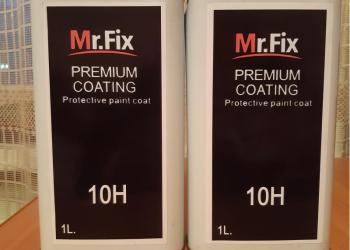 Mr.Fix
PREMIUM
COATING
Protective paint coat
10H
1L.
Mr.Fix
PREMIUM
COATING
Protective paint coat
10H
1L.